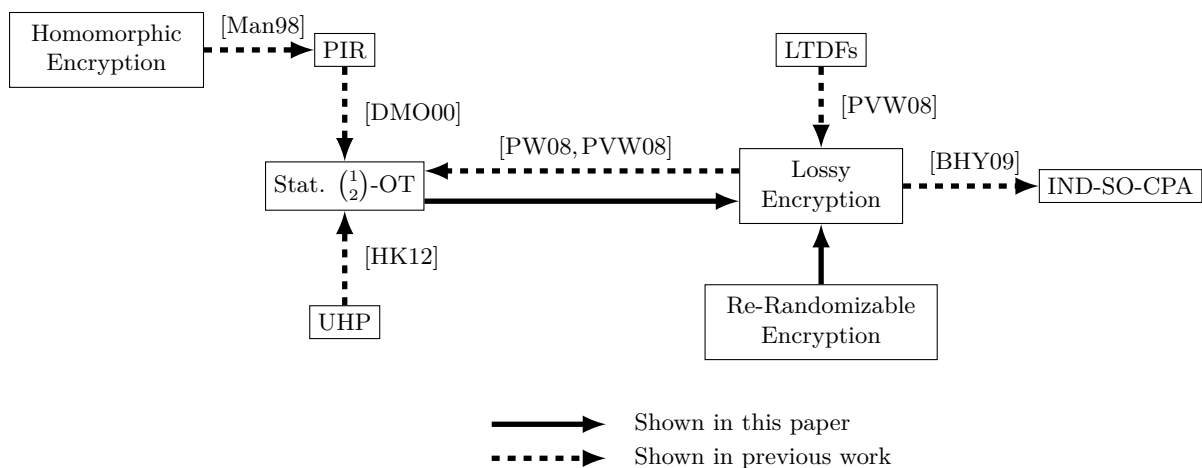 Homomorphic
Encryption
[Man98]
PIR
LTDFs
[DMO00]
[PVW08]
Stat. (1 2)-OT
[PW08, PVW08]
Lossy
Encryption
[BHY09]
IND-SO-CPA
[HK12]
UHP
Re-Randomizable
Encryption
Shown in this paper
Shown in previous work